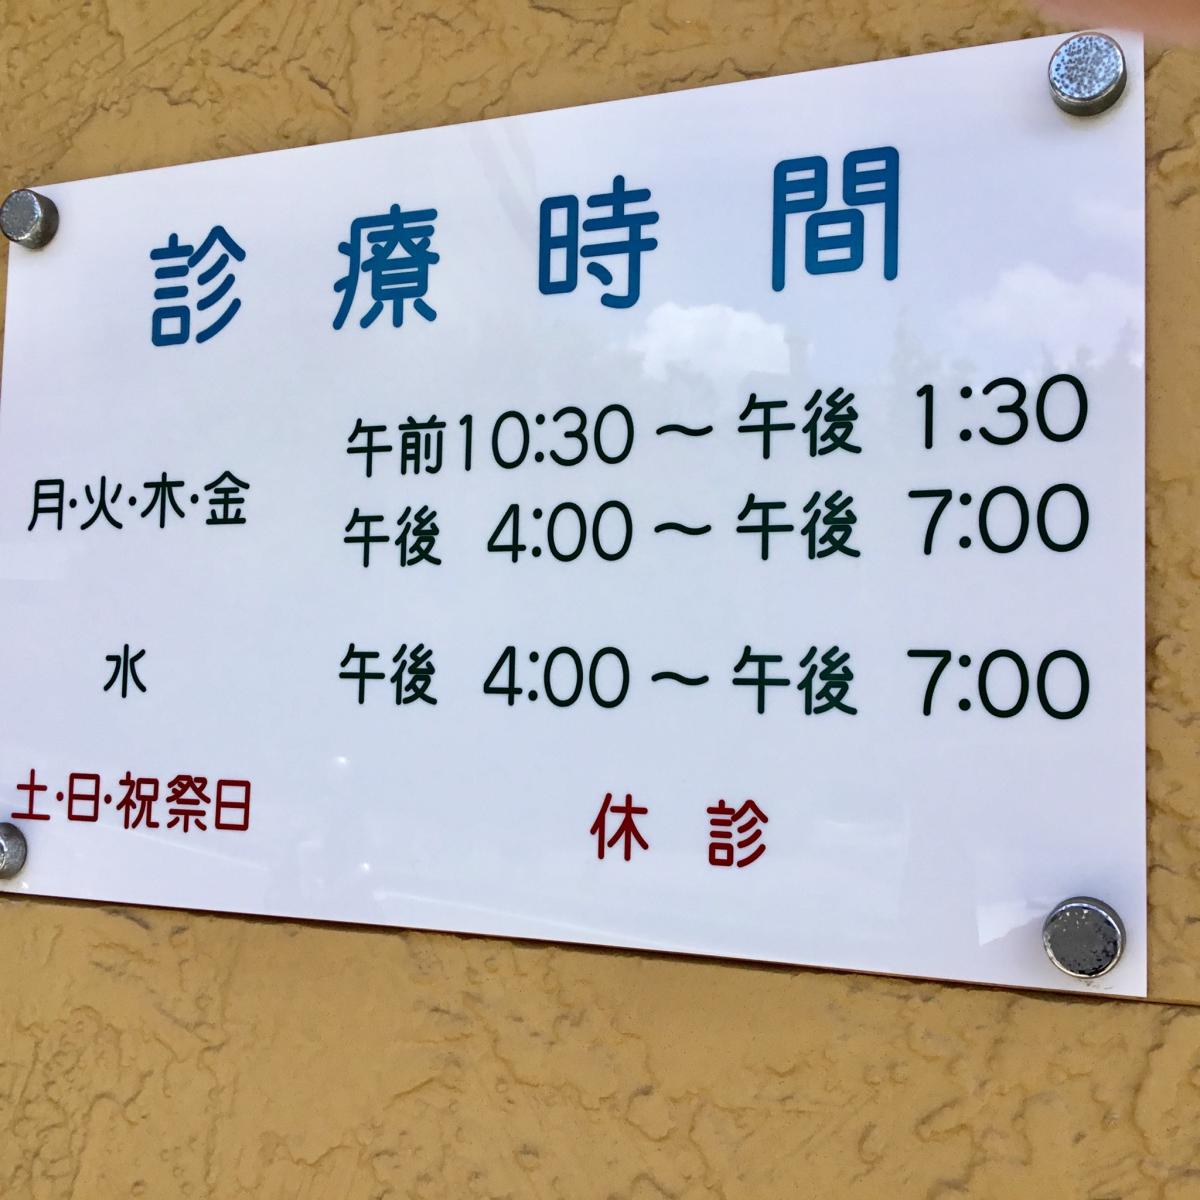 診療時間
午前10:30～午後 1:30
月・火・木・金
午後 4:00～午後 7:00
水 午後 4:00～午後 7:00
土・日・祝祭日 休診